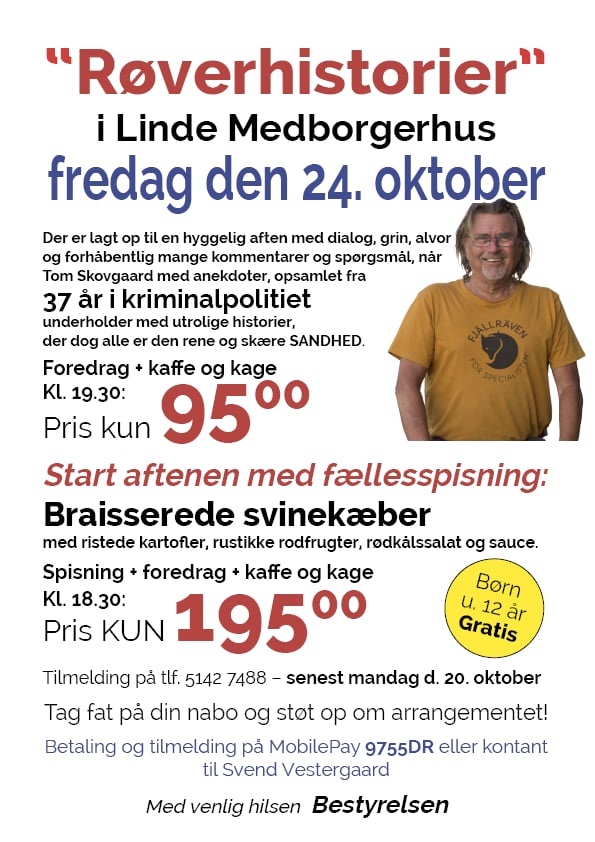 “Røverhistorier“
i Linde Medborgerhus
fredag den 24. oktober
Der er lagt op til en hyggelig aften med dialog, grin, alvor
og forhåbentlig mange kommentarer og spørgsmål, når
Tom Skovgaard med anekdoter, opsamlet fra
37 år i kriminalpolitiet
underholder med utrolige historier,
der dog alle er den rene og skære SANDHED.
FJÄLLRÄVEN
FOR SPECIALISTEN
Foredrag + kaffe og kage
Kl. 19.30:
Pris kun 95⁰⁰
Start aftenen med fællesspisning:
Braisserede svinekæber
med ristede kartofler, rustikke rodfrugter, rødkålssalat og sauce.
Spisning + foredrag + kaffe og kage
Kl. 18.30:
Pris KUN 195⁰⁰
Børn
u. 12 år
Gratis
Tilmelding på tlf. 5142 7488 – senest mandag d. 20. oktober
Tag fat på din nabo og støt op om arrangementet!
Betaling og tilmelding på MobilePay 9755DR eller kontant
til Svend Vestergaard
Med venlig hilsen Bestyrelsen